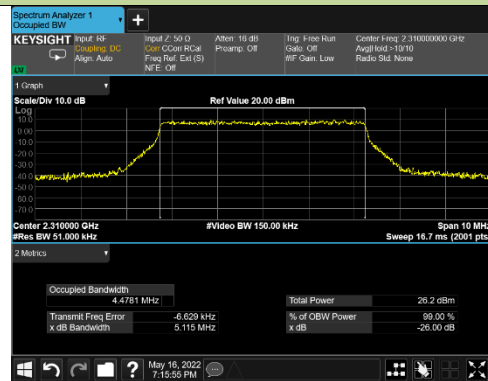 Spectrum Analyzer 1
Occupied BW
+
KEYSIGHT Input: RF Input Z: 50 Ω Atten: 16 dB Trig: Free Run Center Freq: 2.310000000 GHz
Coupling: DC Corr CCorr RCal Preamp: Off Gate: Off Avg|Hold:>10/10
Align: Auto Freq Ref: Ext (S) #IF Gain: Low Radio Std: None
NFE: Off
LM
1 Graph
Scale/Div 10.0 dB Ref Value 20.00 dBm
Log
10.0
0.00
-10.0
-20.0
-30.0
-40.0
-50.0
-60.0
-70.0
Center 2.310000 GHz #Video BW 150.00 kHz Span 10 MHz
#Res BW 51.000 kHz Sweep 16.7 ms (2001 pts)
2 Metrics
Occupied Bandwidth
4.4781 MHz Total Power 26.2 dBm
Transmit Freq Error -6.629 kHz % of OBW Power 99.00 %
x dB Bandwidth 5.115 MHz x dB -26.00 dB
? May 16, 2022
7:15:55 PM